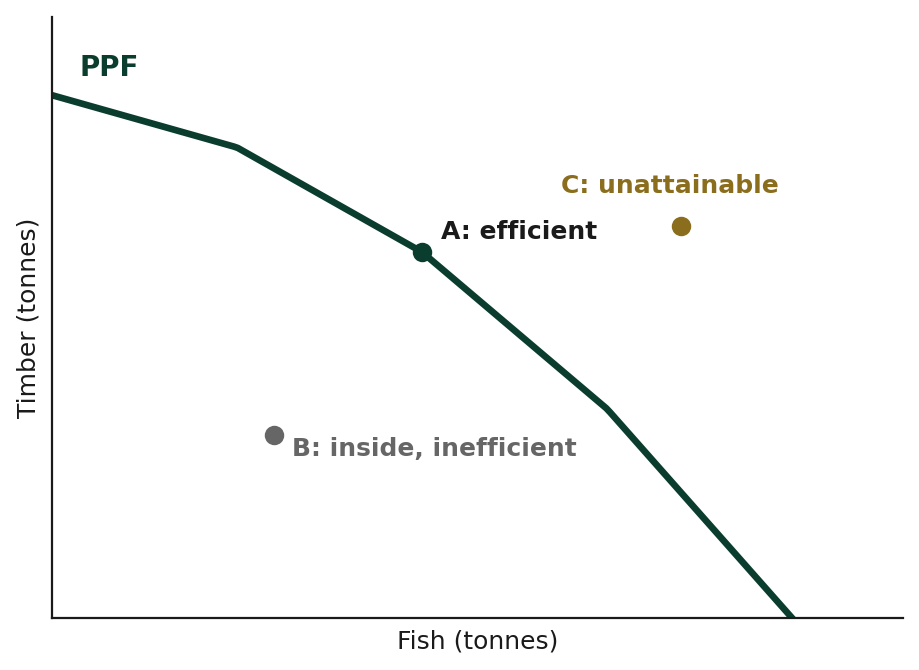 PPF
C: unattainable
A: efficient
Timber (tonnes)
B: inside, inefficient
Fish (tonnes)